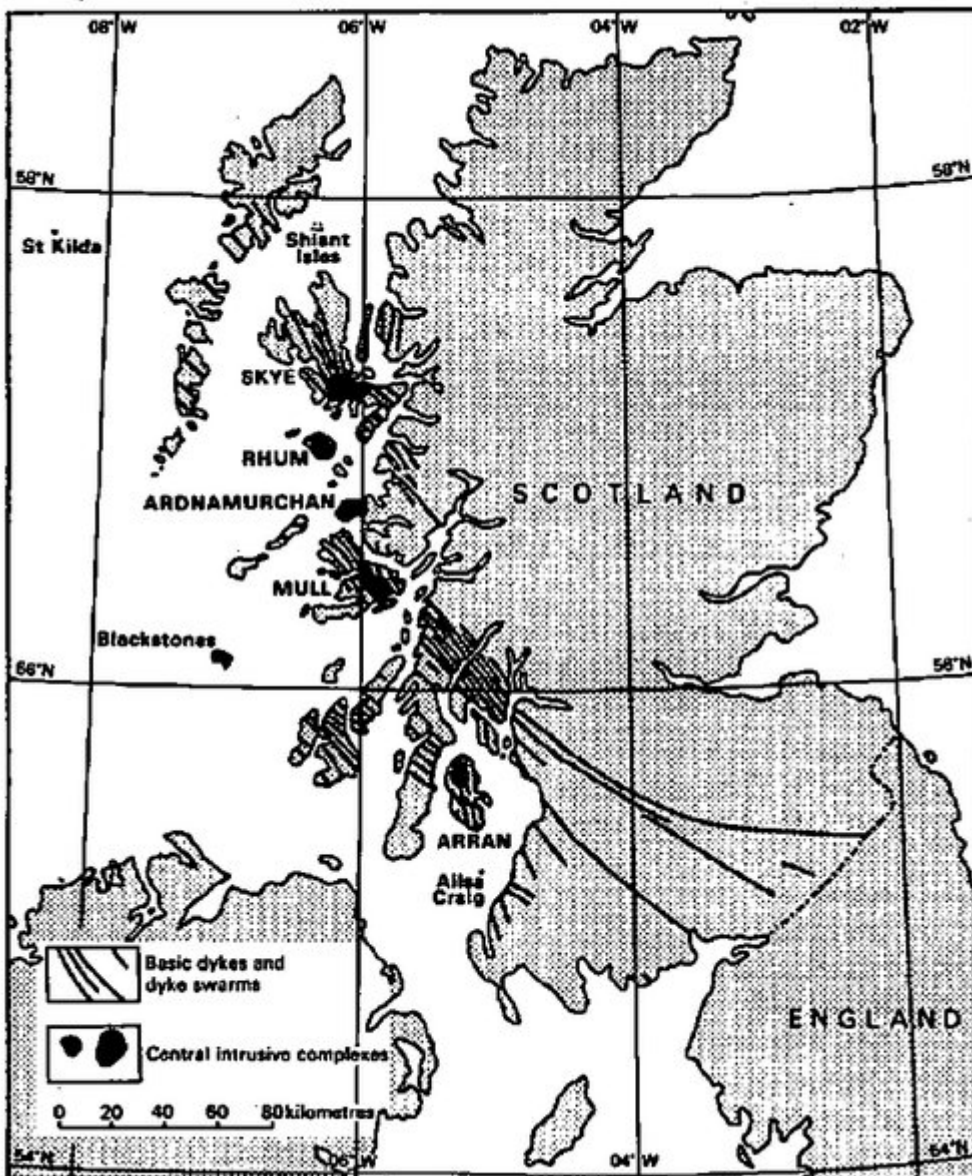 08°W
06°W
04°W
02°W
58°N
58°N
St Kilda
Shiant
Isles
SKYE
RHUM
ARDNAMURCHAN
SCOTLAND
MULL
Blackstones
56°N
56°N
ARRAN
Ailsa
Craig
Basic dykes and
dyke swarms
ENGLAND
Central intrusive complexes
0 20 40 80 kilometres
54°N
06°W
04°W
54°N